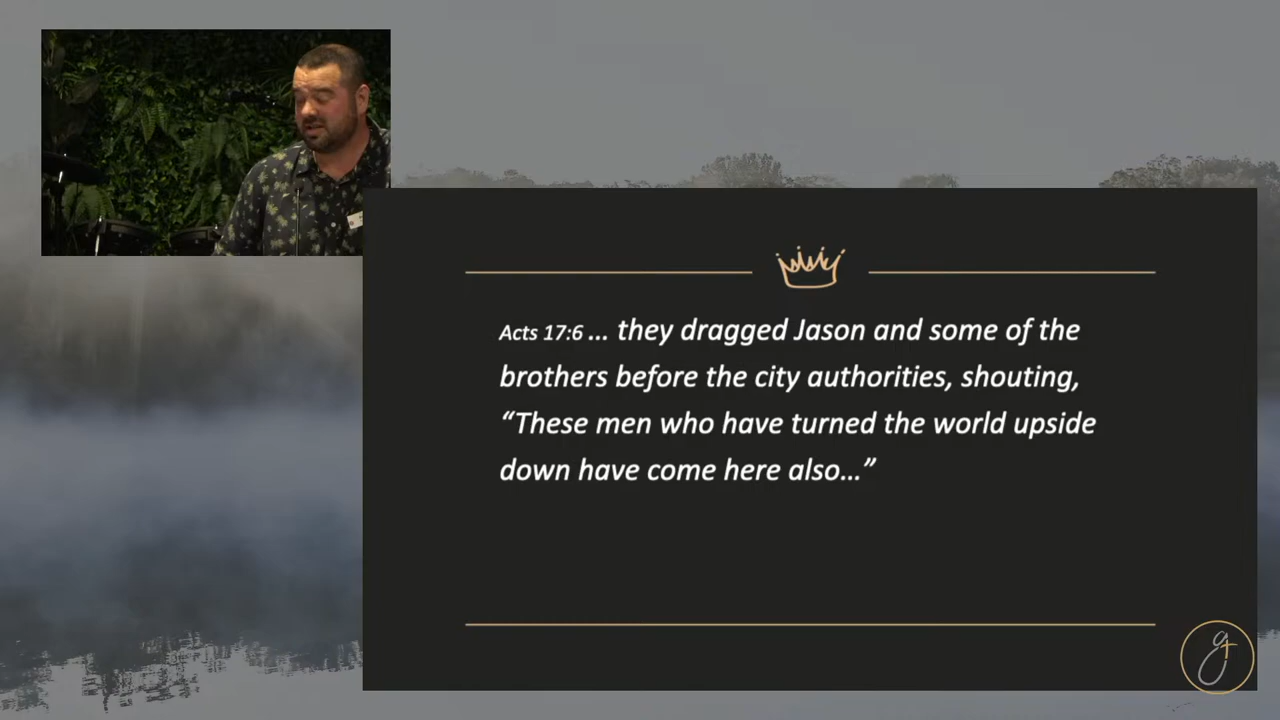 Acts 17:6 ... they dragged Jason and some of the
brothers before the city authorities, shouting,
“These men who have turned the world upside
down have come here also...”